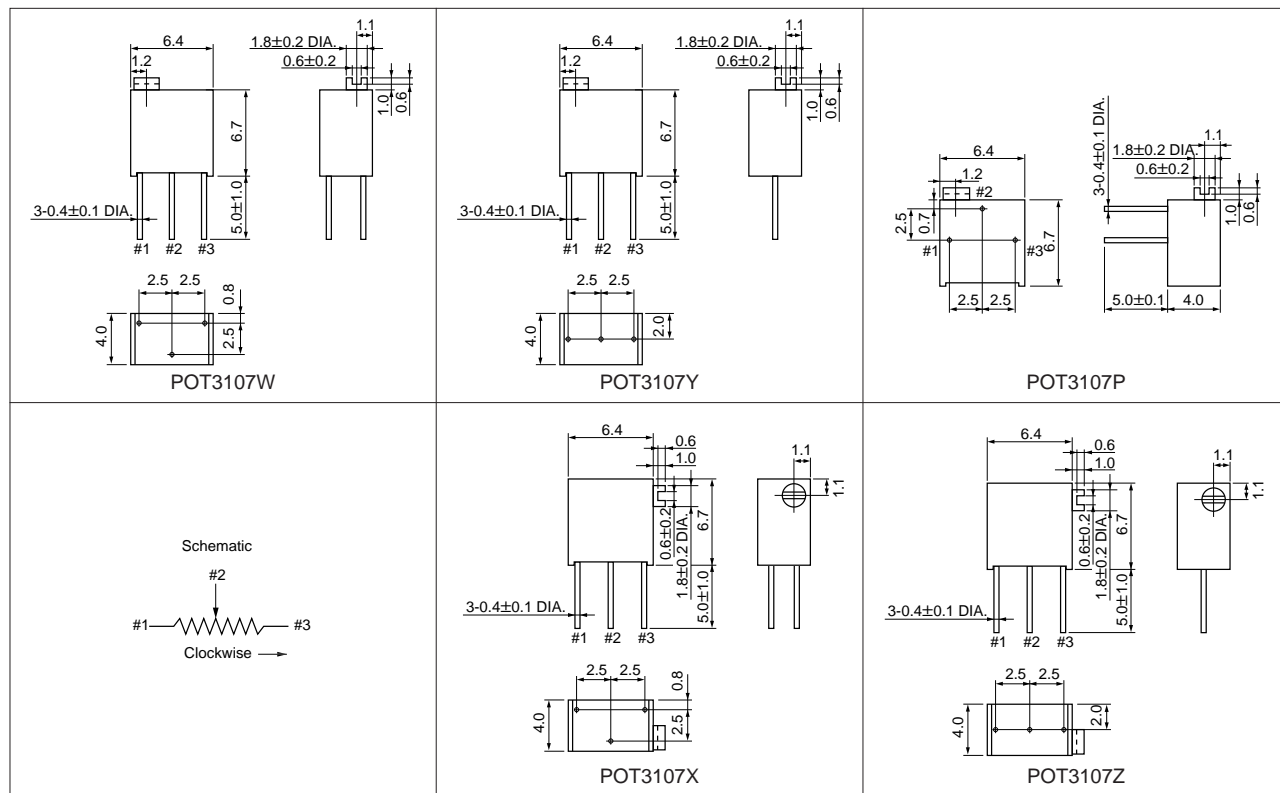 6.4
1.2
6.7
5.0±1.0
3-0.4±0.1 DIA.
#1 #2 #3
1.1
1.8±0.2 DIA.
0.6±0.2
1.0
0.6
2.5 2.5
0.8
4.0
2.5
POT3107W
6.4
1.2
6.7
5.0±1.0
3-0.4±0.1 DIA.
#1 #2 #3
1.1
1.8±0.2 DIA.
0.6±0.2
1.0
0.6
2.5 2.5
4.0
2.0
POT3107Y
6.4
1.2
#2
2.5
0.7
#1
#3
6.7
2.5 2.5
3-0.4±0.1 DIA.
1.1
1.8±0.2 DIA.
0.6±0.2
1.0
0.6
5.0±0.1 4.0
POT3107P
Schematic
#2
#1 #3
Clockwise
6.4
0.6
1.0
0.6±0.2
1.8±0.2 DIA.
6.7
5.0±1.0
3-0.4±0.1 DIA.
#1 #2 #3
1.1
1.1
2.5 2.5
0.8
4.0
2.5
POT3107X
6.4
0.6
1.0
0.6±0.2
1.8±0.2 DIA.
6.7
5.0±1.0
3-0.4±0.1 DIA.
#1 #2 #3
1.1
1.1
2.5 2.5
4.0
2.0
POT3107Z